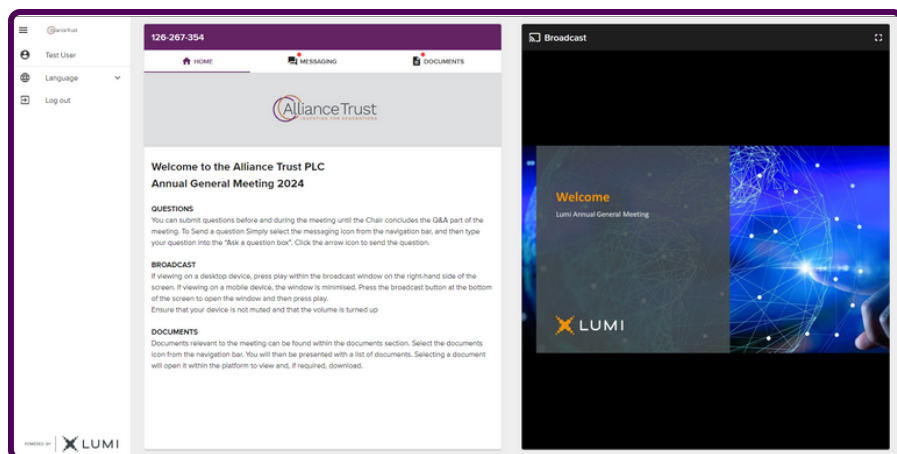 AllianceTrust
Test User
Language
Log out
POWERED BY LUMI
126-267-354
HOME MESSAGING DOCUMENTS
AllianceTrust
INVESTING FOR GENERATIONS
Welcome to the Alliance Trust PLC
Annual General Meeting 2024
QUESTIONS
You can submit questions before and during the meeting until the Chair concludes the Q&A part of the
meeting. To Send a question Simply select the messaging icon from the navigation bar, and then type
your question into the "Ask a question box". Click the arrow icon to send the question.
BROADCAST
If viewing on a desktop device, press play within the broadcast window on the right-hand side of the
screen. If viewing on a mobile device, the window is minimised. Press the broadcast button at the bottom
of the screen to open the window and then press play.
Ensure that your device is not muted and that the volume is turned up
DOCUMENTS
Documents relevant to the meeting can be found within the documents section. Select the documents
icon from the navigation bar. You will then be presented with a list of documents. Selecting a document
will open it within the platform to view and, if required, download.
Broadcast
Welcome
Lumi Annual General Meeting
LUMI